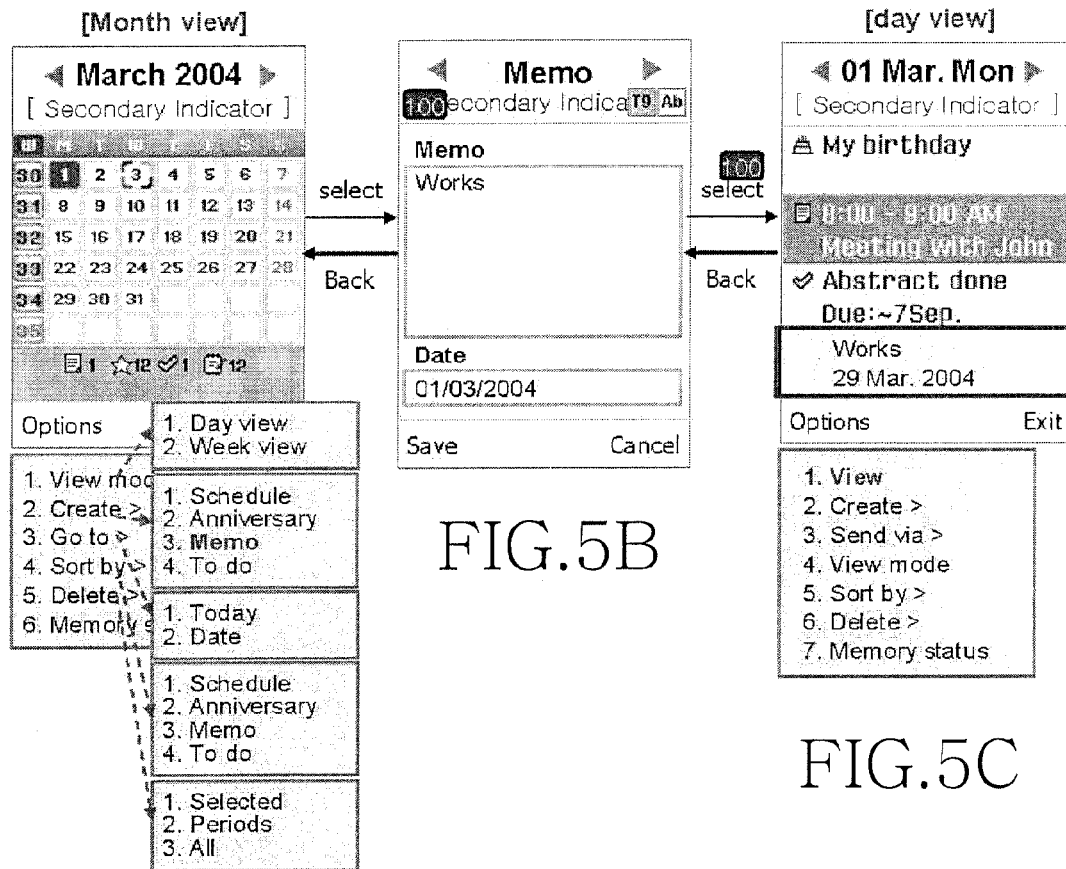 [Month view]
March 2004
[ Secondary Indicator ]
W M T W T F S
30 1 2 3 4 5 6 7
31 8 9 10 11 12 13 14
32 15 16 17 18 19 20 21
33 22 23 24 25 26 27 28
34 29 30 31
35
1 12 1 12
Options
1. View mod
2. Create >
3. Go to >
4. Sort by >
5. Delete >
6. Memory s
1. Day view
2. Week view
1. Schedule
2. Anniversary
3. Memo
4. To do
1. Today
2. Date
1. Schedule
2. Anniversary
3. Memo
4. To do
1. Selected
2. Periods
3. All
select
Back
Memo
100 econdary Indica T9 Ab
Memo
Works
Date
01/03/2004
Save Cancel
FIG.5B
100
select
Back
[day view]
01 Mar. Mon
[ Secondary Indicator ]
My birthday
8:00 - 9:00 AM
Meeting with John
Abstract done
Due:~7Sep.
Works
29 Mar. 2004
Options Exit
1. View
2. Create >
3. Send via >
4. View mode
5. Sort by >
6. Delete >
7. Memory status
FIG.5C